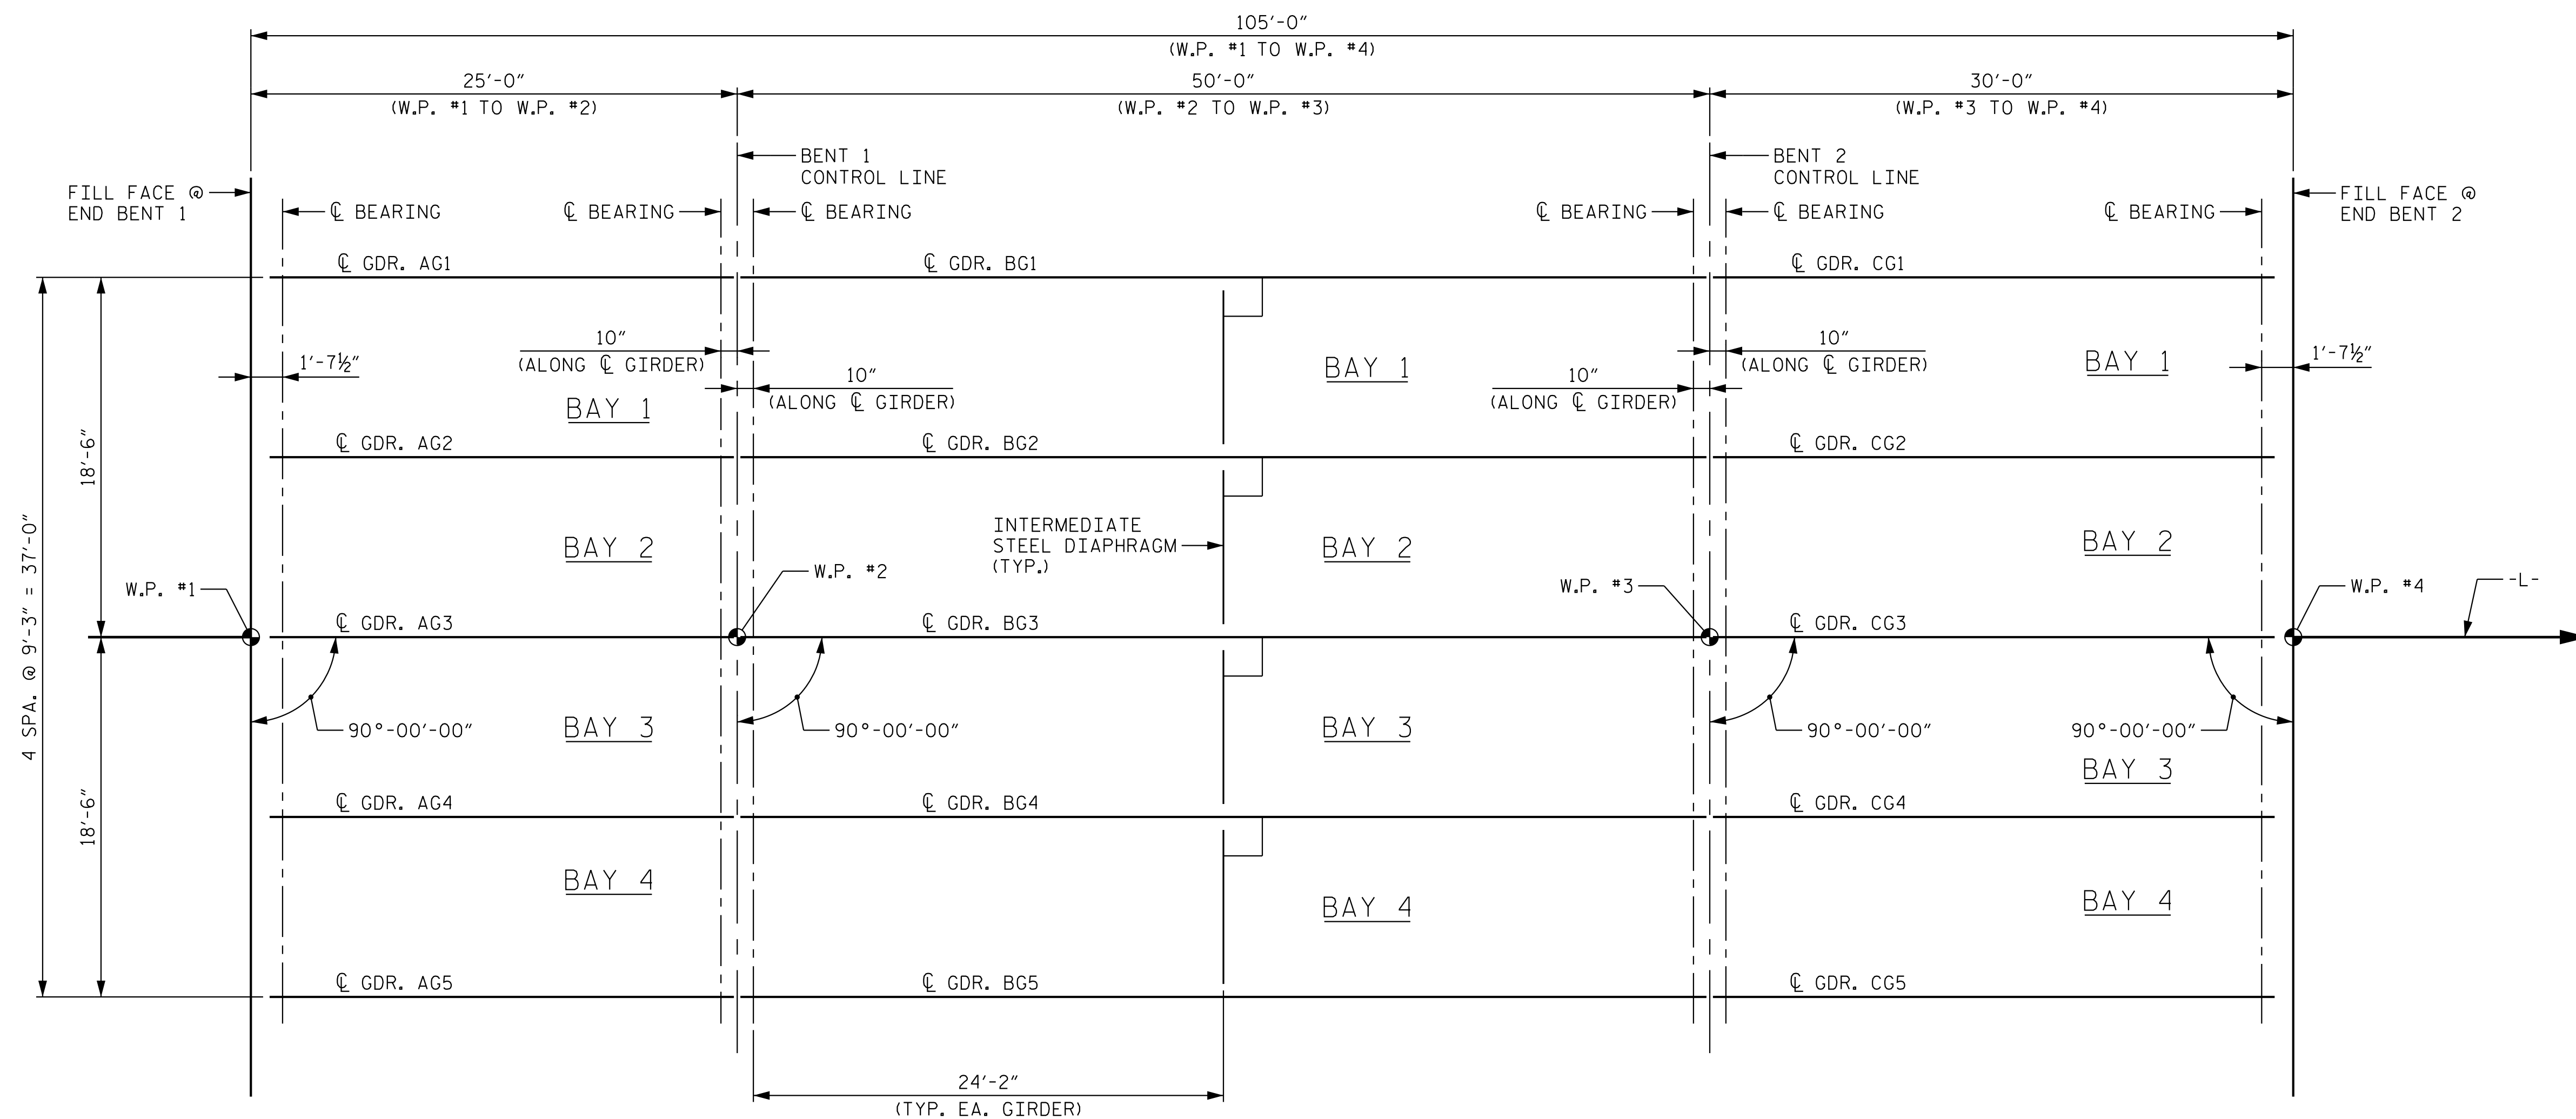 105'-0"
(W.P. #1 TO W.P. #4)
25'-0"
(W.P. #1 TO W.P. #2)
50'-0"
(W.P. #2 TO W.P. #3)
30'-0"
(W.P. #3 TO W.P. #4)
BENT 1
CONTROL LINE
BENT 2
CONTROL LINE
FILL FACE @
END BENT 1
FILL FACE @
END BENT 2
℄ BEARING
℄ BEARING
℄ BEARING
℄ BEARING
℄ BEARING
℄ BEARING
℄ GDR. AG1
℄ GDR. BG1
℄ GDR. CG1
10"
(ALONG ℄ GIRDER)
10"
(ALONG ℄ GIRDER)
10"
(ALONG ℄ GIRDER)
10"
(ALONG ℄ GIRDER)
1'-7½"
1'-7½"
BAY 1
BAY 1
BAY 1
18'-6"
℄ GDR. AG2
℄ GDR. BG2
℄ GDR. CG2
4 SPA. @ 9'-3" = 37'-0"
INTERMEDIATE
STEEL DIAPHRAGM
(TYP.)
BAY 2
BAY 2
BAY 2
W.P. #1
W.P. #2
W.P. #3
W.P. #4
-L-
℄ GDR. AG3
℄ GDR. BG3
℄ GDR. CG3
90°-00'-00"
90°-00'-00"
90°-00'-00"
90°-00'-00"
BAY 3
BAY 3
BAY 3
18'-6"
℄ GDR. AG4
℄ GDR. BG4
℄ GDR. CG4
BAY 4
BAY 4
BAY 4
℄ GDR. AG5
℄ GDR. BG5
℄ GDR. CG5
24'-2"
(TYP. EA. GIRDER)